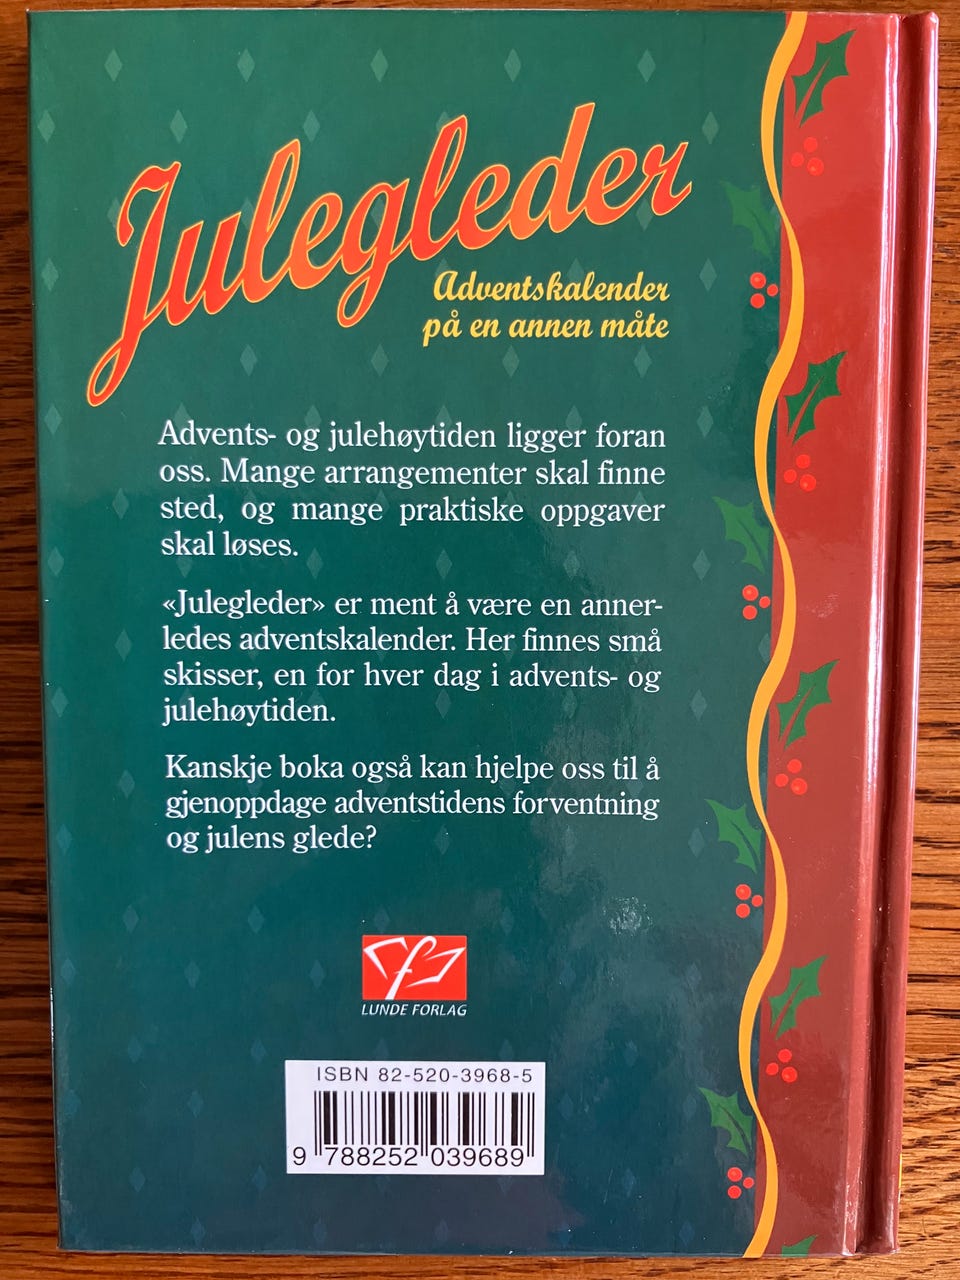 Julegleder
Adventskalender
på en annen måte
Advents- og julehøytiden ligger foran
oss. Mange arrangementer skal finne
sted, og mange praktiske oppgaver
skal løses.
«Julegleder» er ment å være en anner-
ledes adventskalender. Her finnes små
skisser, en for hver dag i advents- og
julehøytiden.
Kanskje boka også kan hjelpe oss til å
gjenoppdage adventstidens forventning
og julens glede?
LUNDE FORLAG
ISBN 82-520-3968-5
9 788252 039689